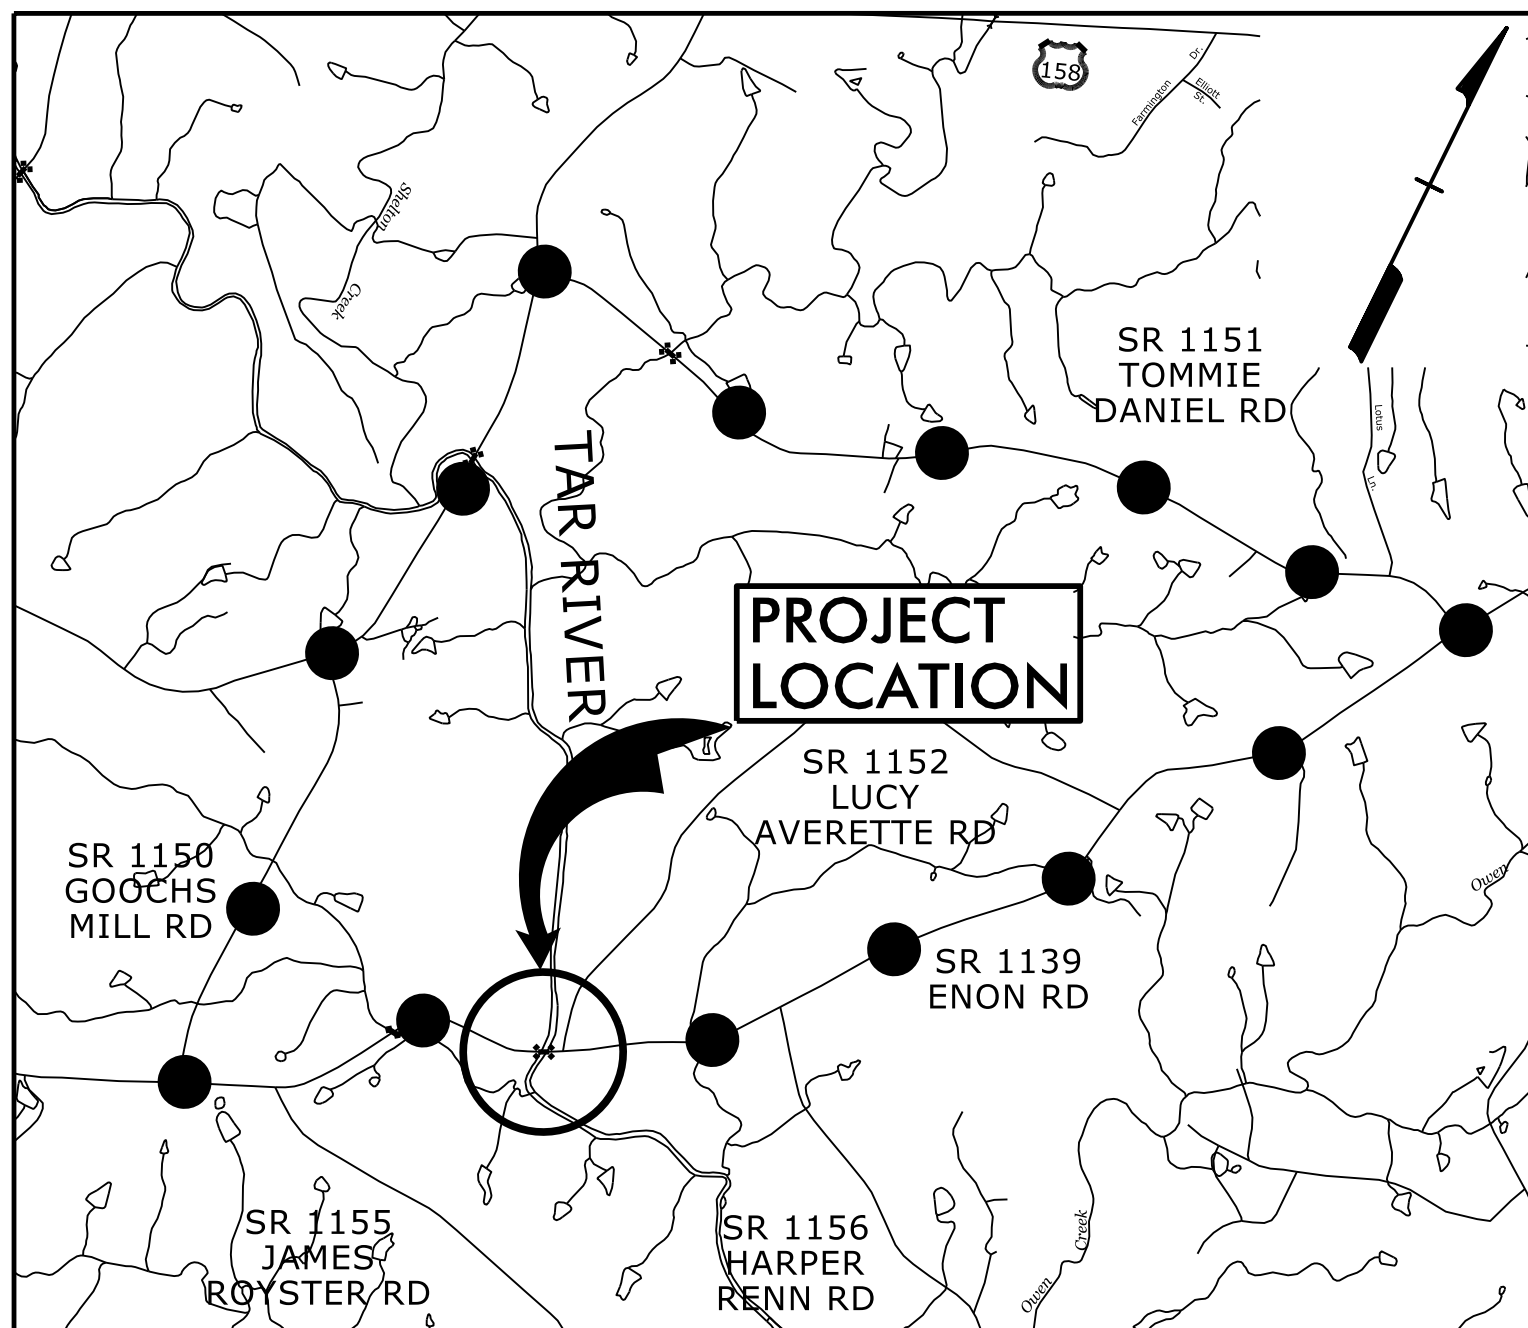 158
Dr.
Farmington
Elliott
St.
Shelton
Creek
SR 1151
TOMMIE
DANIEL RD
Lotus
Ln.
TAR RIVER
PROJECT
LOCATION
SR 1152
LUCY
AVERETTE RD
SR 1150
GOOCHS
MILL RD
Owen
SR 1139
ENON RD
SR 1155
JAMES
ROYSTER RD
SR 1156
HARPER
RENN RD
Creek
Owen